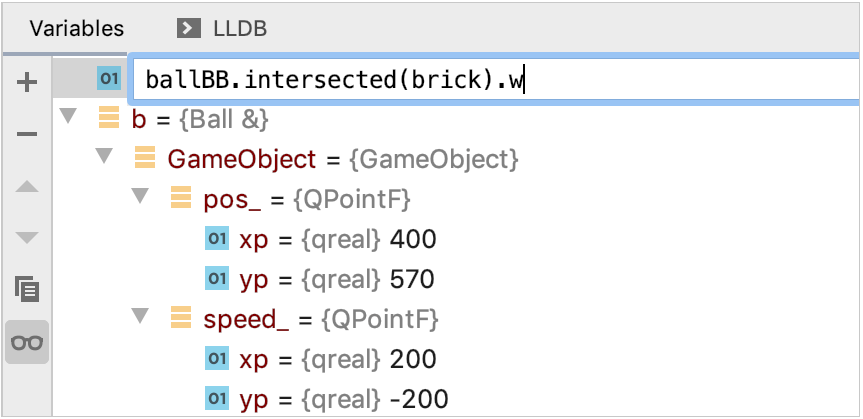 Variables LLDB
01 ballBB.intersected(brick).w
b = {Ball &}
GameObject = {GameObject}
pos_ = {QPointF}
01 xp = {qreal} 400
01 yp = {qreal} 570
speed_ = {QPointF}
01 xp = {qreal} 200
01 yp = {qreal} -200